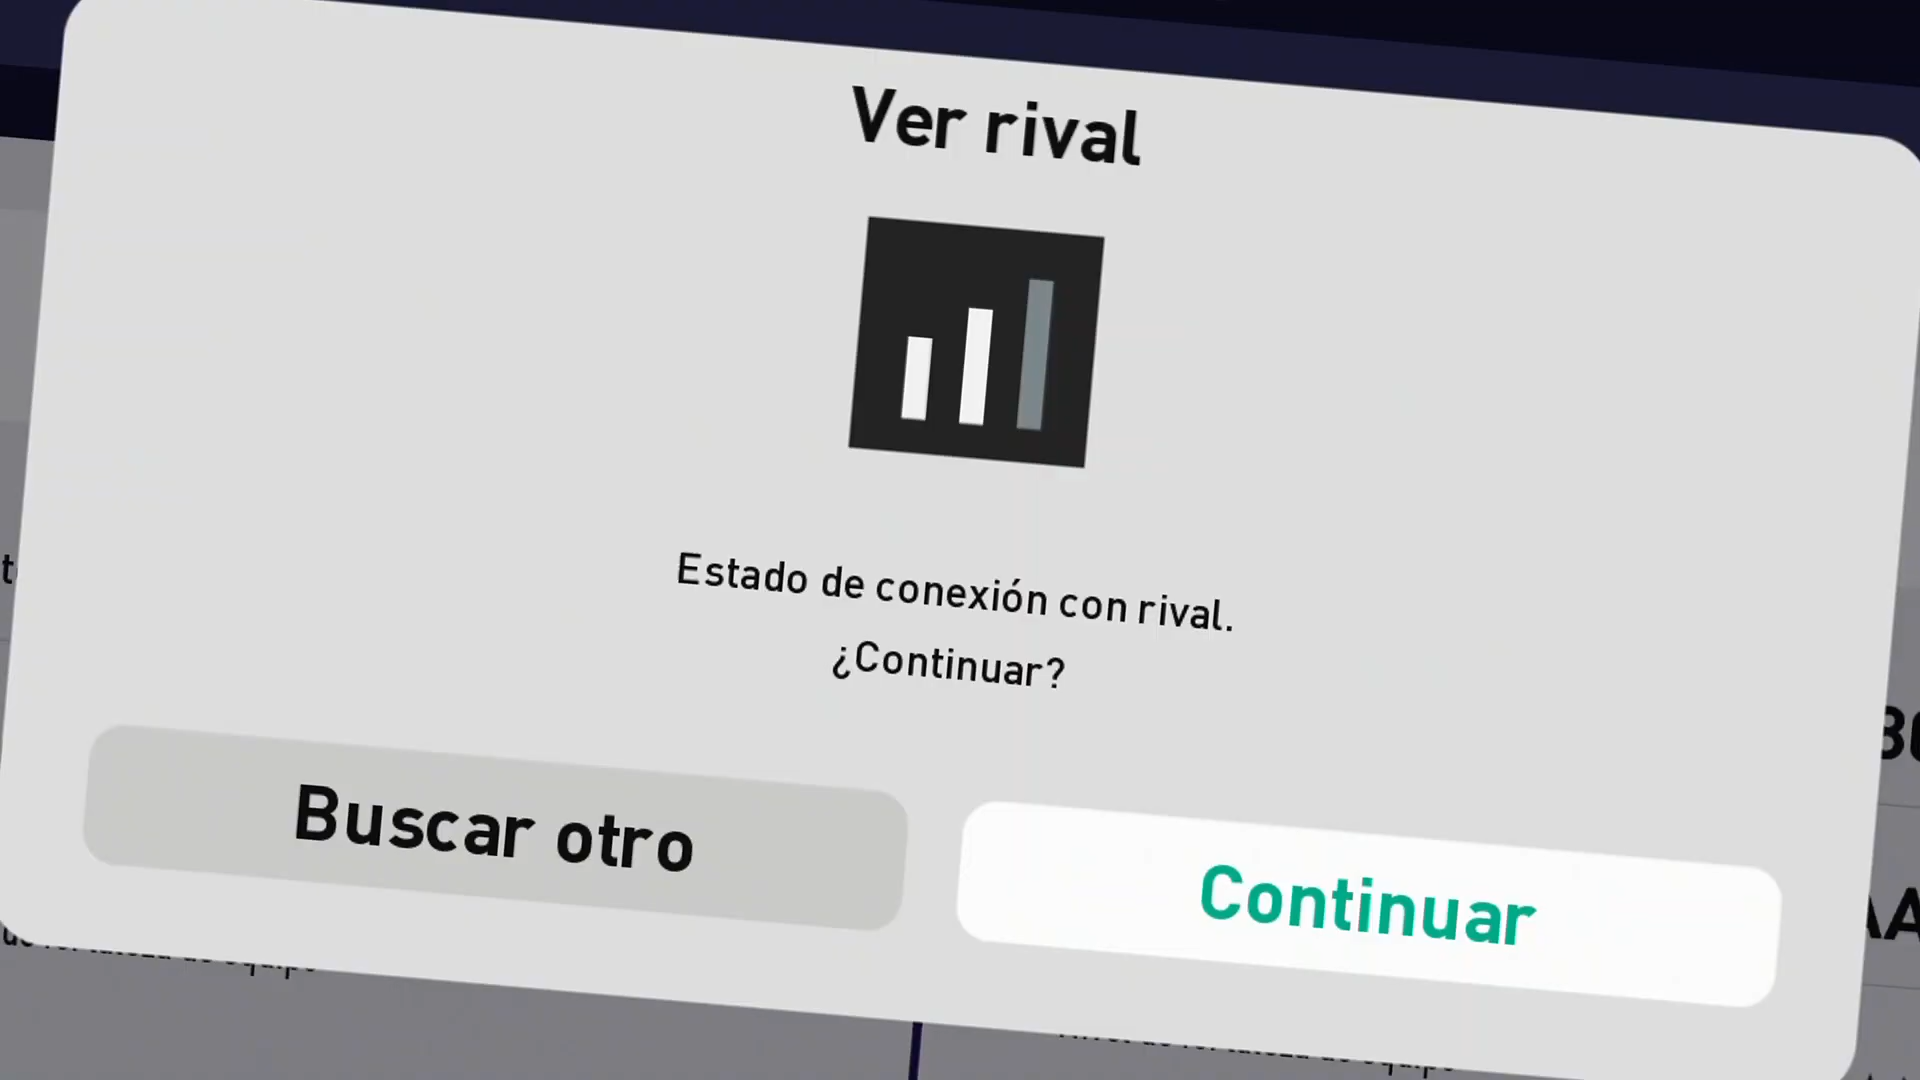 Ver rival
Estado de conexión con rival.
¿Continuar?
Buscar otro
Continuar